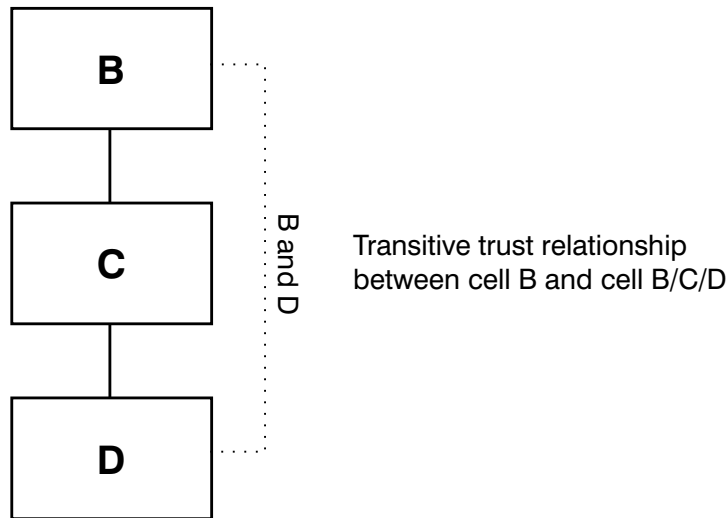 B
C
D
B and D
Transitive trust relationship
between cell B and cell B/C/D